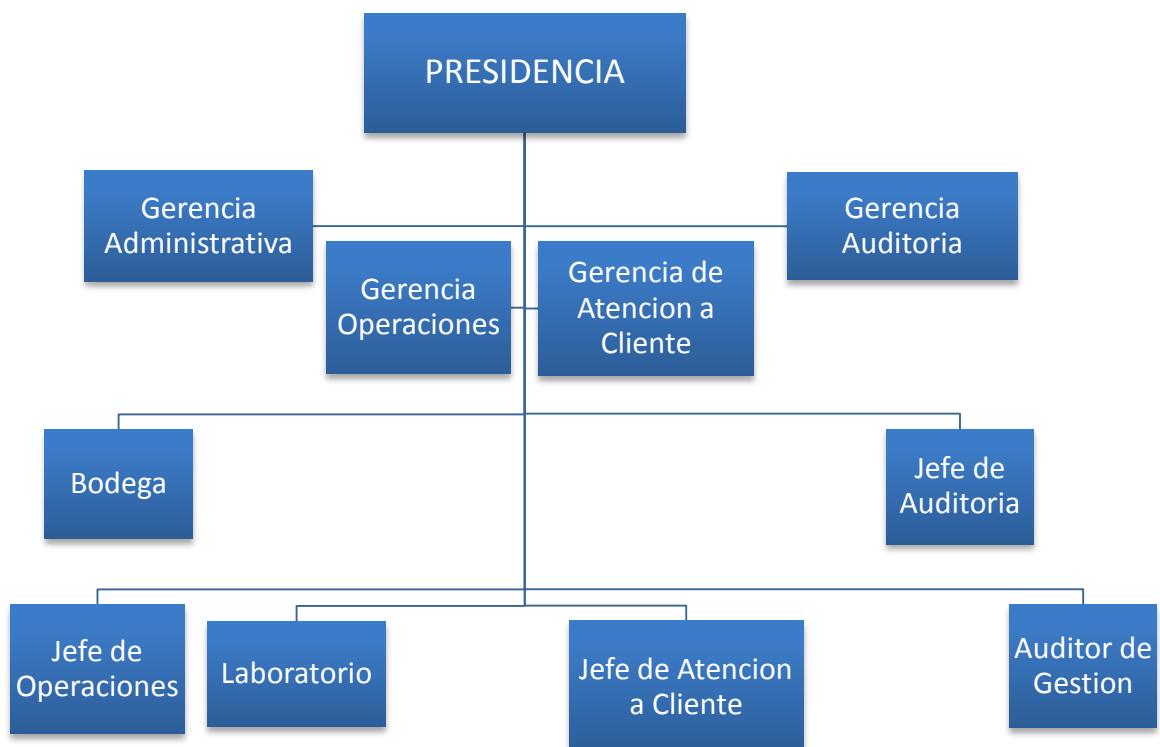 PRESIDENCIA
Gerencia
Administrativa
Gerencia
Auditoria
Gerencia
Operaciones
Gerencia de
Atencion a
Cliente
Bodega
Jefe de
Auditoria
Jefe de
Operaciones
Laboratorio
Jefe de Atencion
a Cliente
Auditor de
Gestion